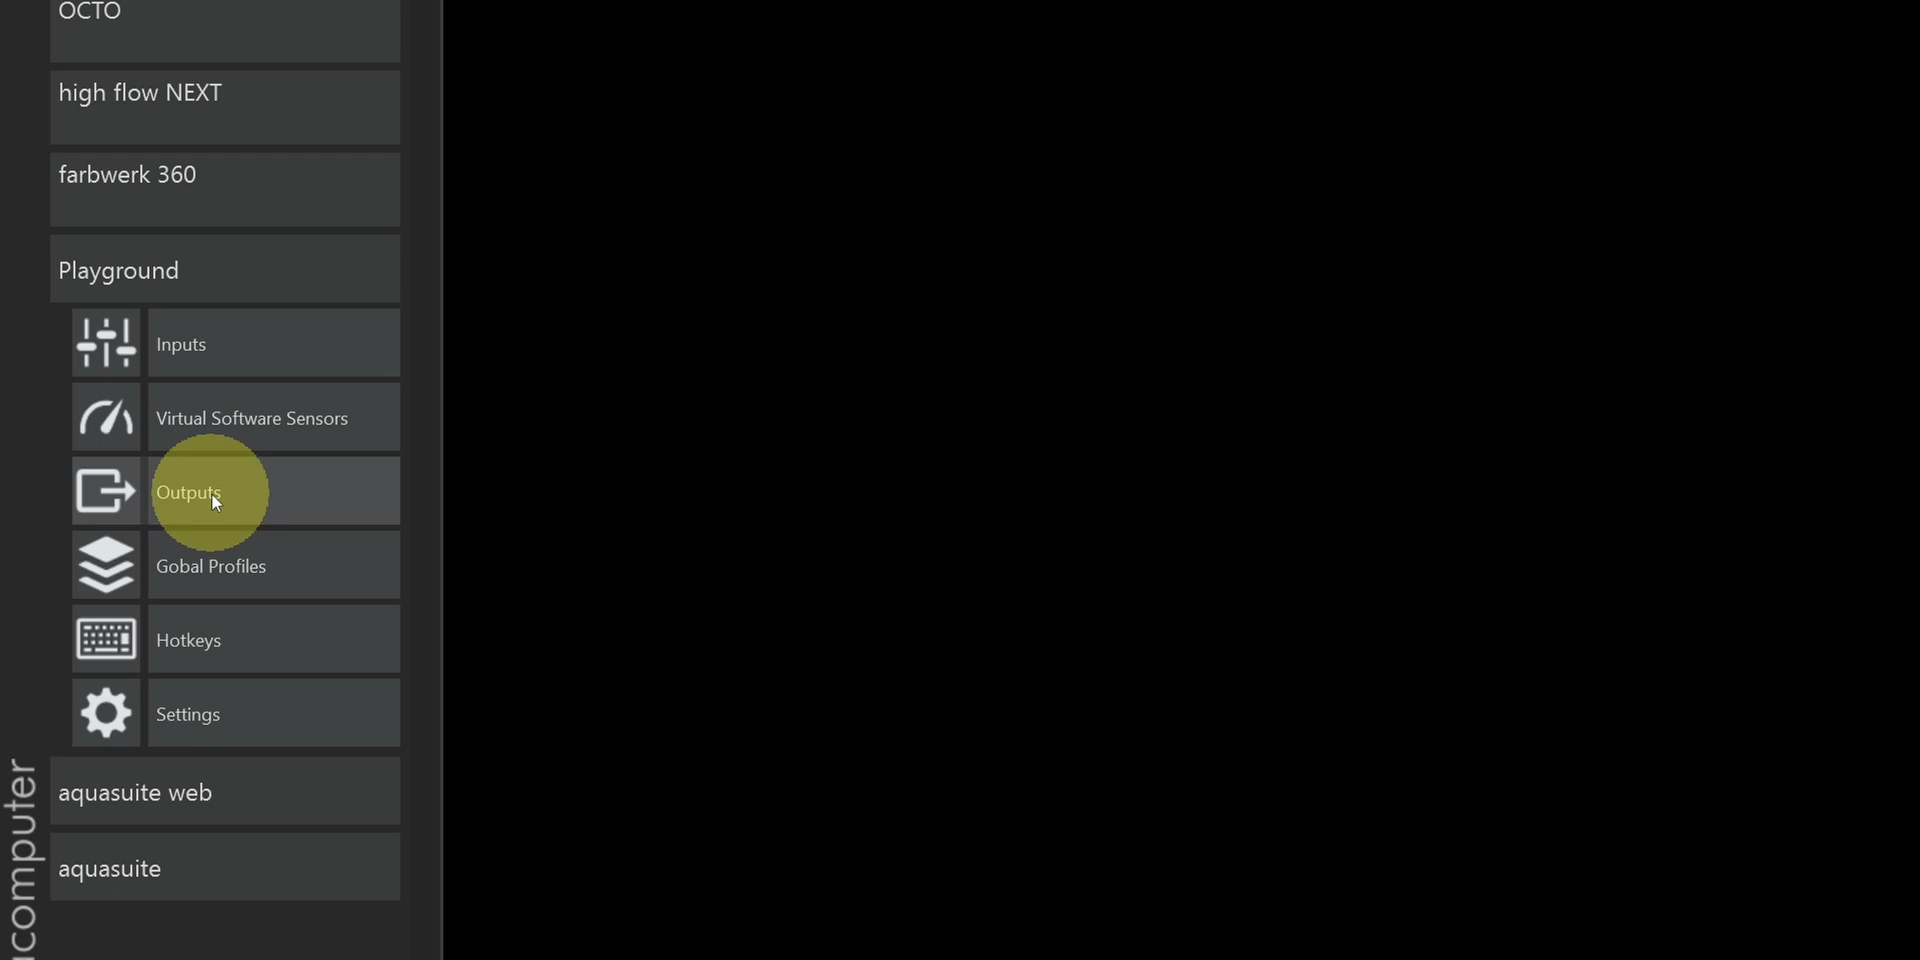 OCTO
high flow NEXT
farbwerk 360
Playground
Inputs
Virtual Software Sensors
Outputs
Gobal Profiles
Hotkeys
Settings
aquasuite web
aquasuite
computer